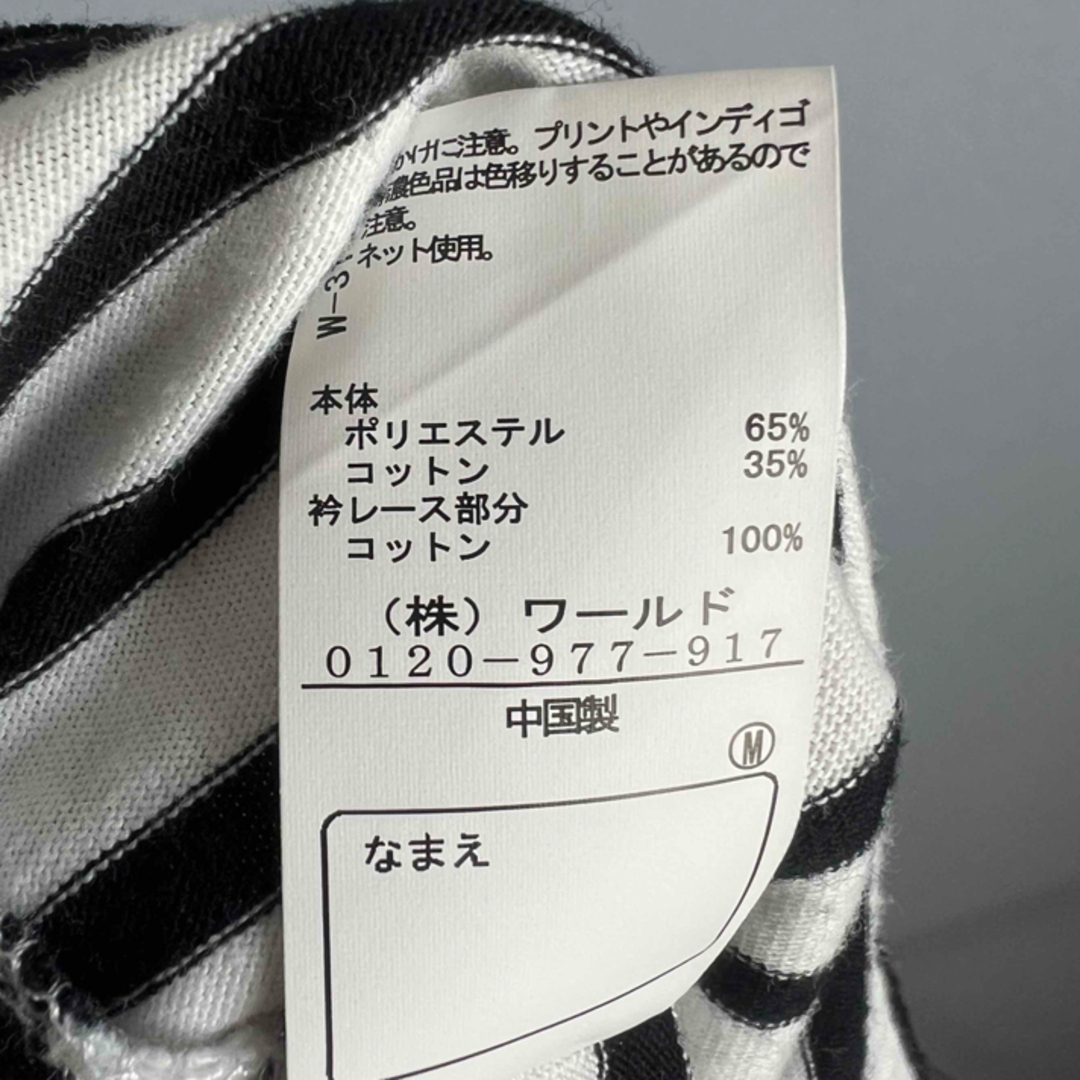 に注意。プリントやインディゴ
濃色品は色移りすることがあるので
注意。
ネット使用。
W-3
本体
ポリエステル 65%
コットン 35%
衿レース部分
コットン 100%
(株) ワールド
0120-977-917
中国製
M
なまえ